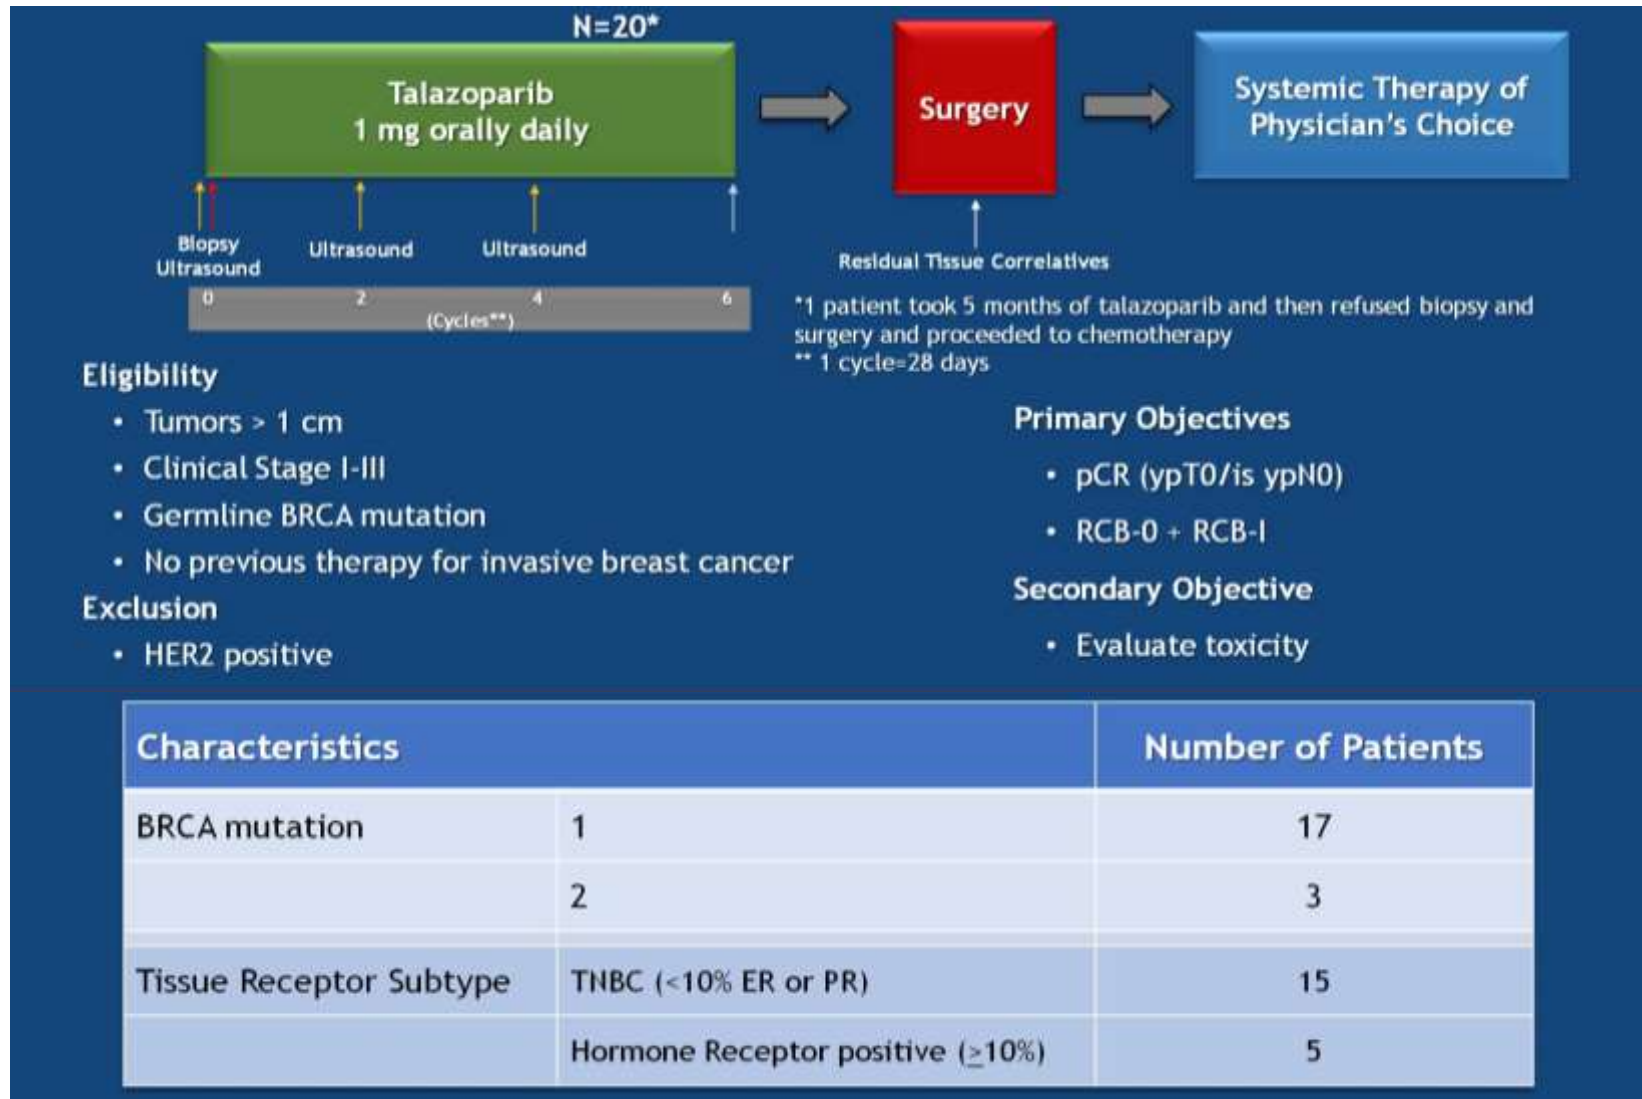 N=20*
Talazoparib
1 mg orally daily
Surgery
Systemic Therapy of
Physician's Choice
Biopsy
Ultrasound
Ultrasound
Ultrasound
0 2 4 6
(Cycles**)
Residual Tissue Correlatives
*1 patient took 5 months of talazoparib and then refused biopsy and
surgery and proceeded to chemotherapy
** 1 cycle=28 days
Eligibility
• Tumors > 1 cm
• Clinical Stage I-III
• Germline BRCA mutation
• No previous therapy for invasive breast cancer
Exclusion
• HER2 positive
Primary Objectives
• pCR (ypT0/is ypN0)
• RCB-0 + RCB-I
Secondary Objective
• Evaluate toxicity
Characteristics Number of Patients
BRCA mutation 1 17
2 3
Tissue Receptor Subtype TNBC (<10% ER or PR) 15
Hormone Receptor positive (≥10%) 5